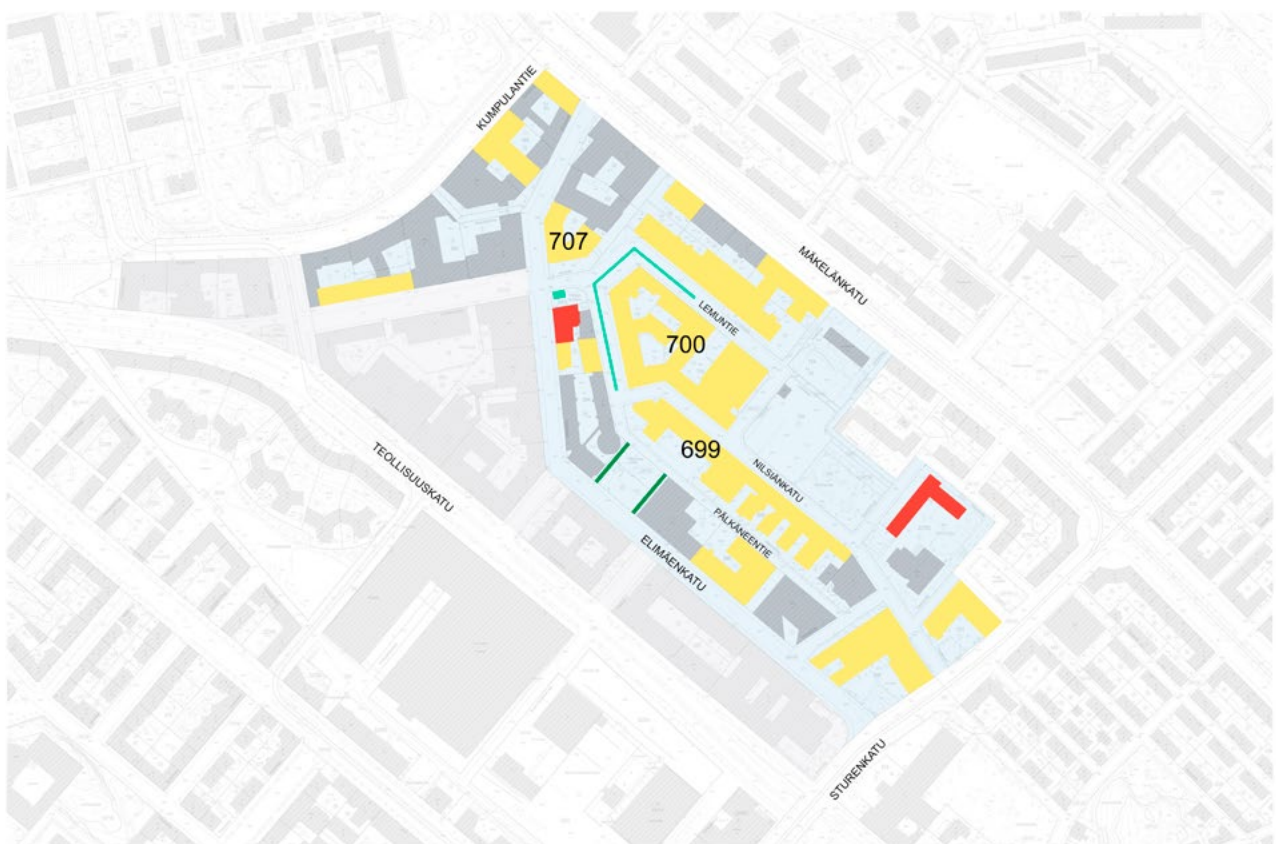 KUMPULANTIE
707
MÄKELÄNKATU
LEMUNTIE
700
699
TEOLLISUUSKATU
NILSIÄNKATU
PÄLKÄNEENTIE
ELIMÄENKATU
STURENKATU